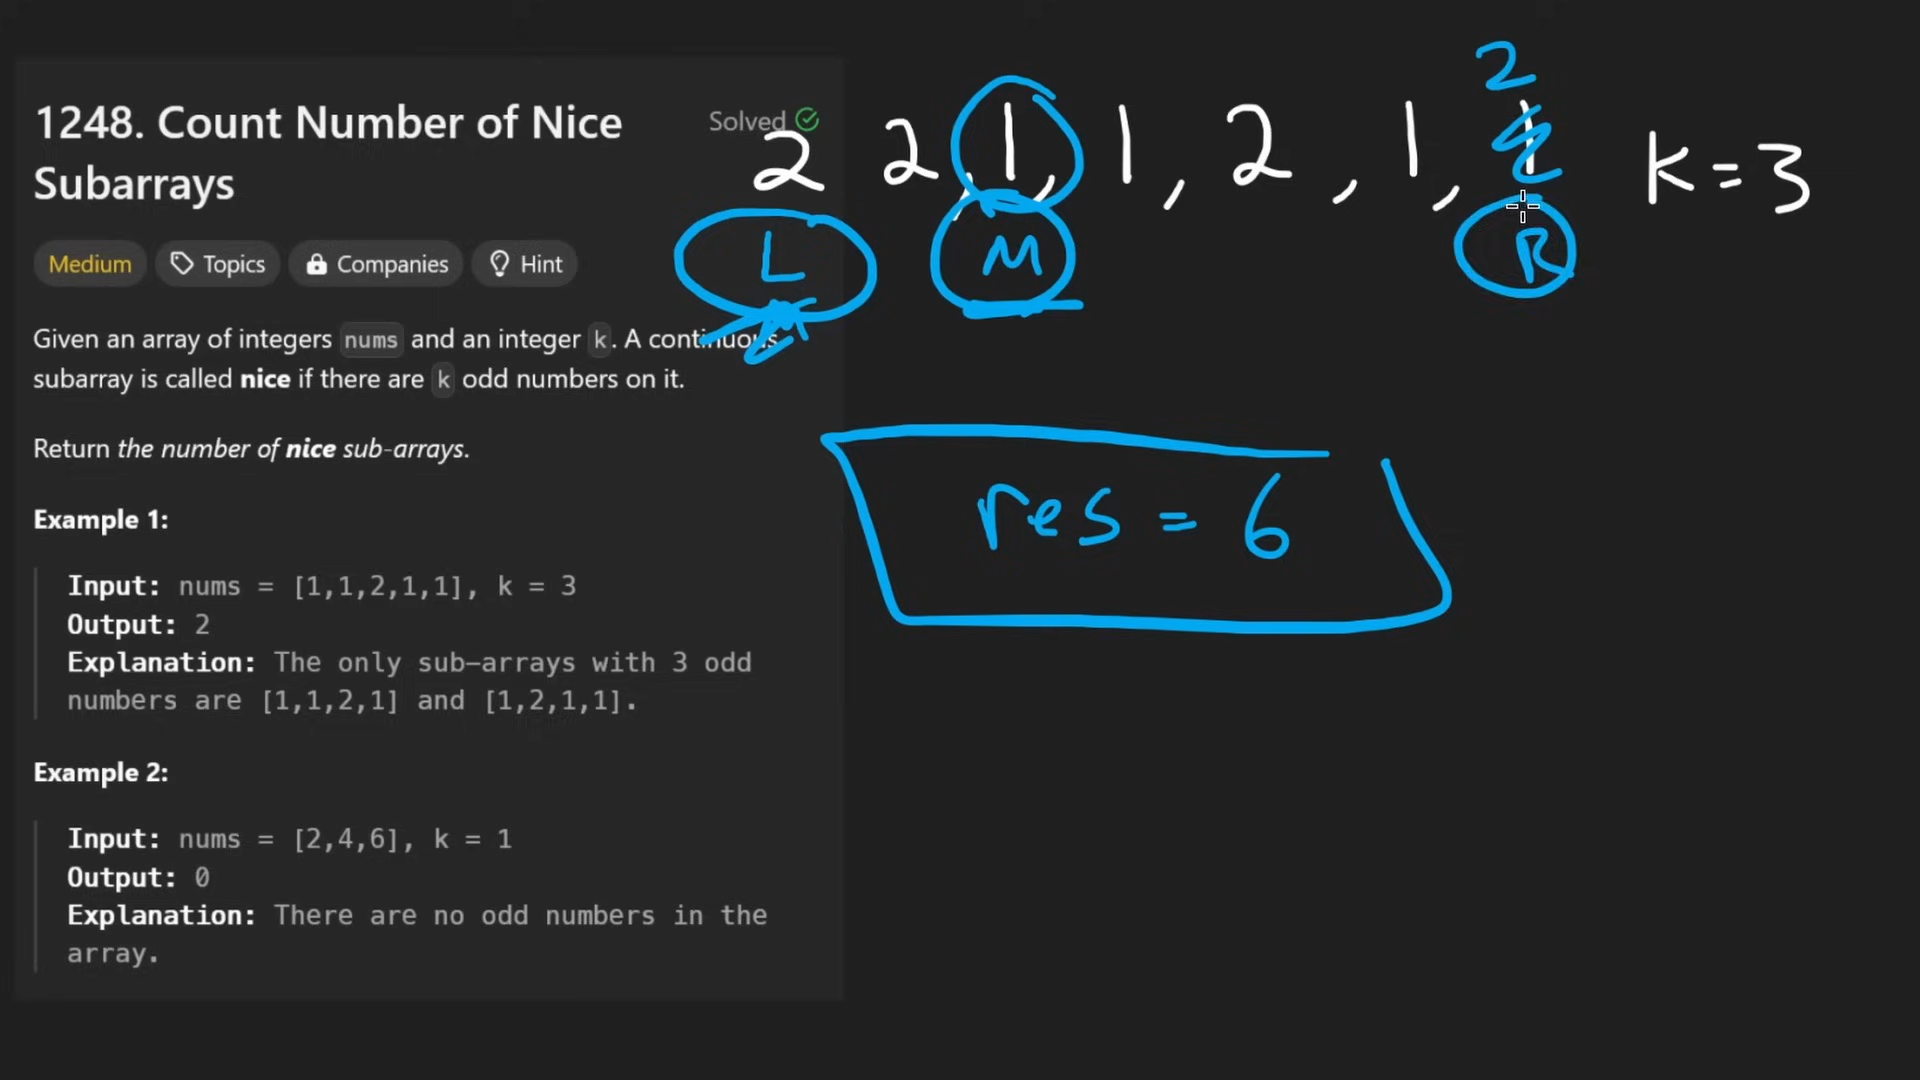 1248. Count Number of Nice
Subarrays
Solved
Medium
Topics
Companies
Hint
Given an array of integers nums and an integer k. A continuous
subarray is called nice if there are k odd numbers on it.
Return the number of nice sub-arrays.
Example 1:
Input: nums = [1,1,2,1,1], k = 3
Output: 2
Explanation: The only sub-arrays with 3 odd
numbers are [1,1,2,1] and [1,2,1,1].
Example 2:
Input: nums = [2,4,6], k = 1
Output: 0
Explanation: There are no odd numbers in the
array.
2
2 2, 1, 1, 2, 1, 1 k=3
L M R
res = 6